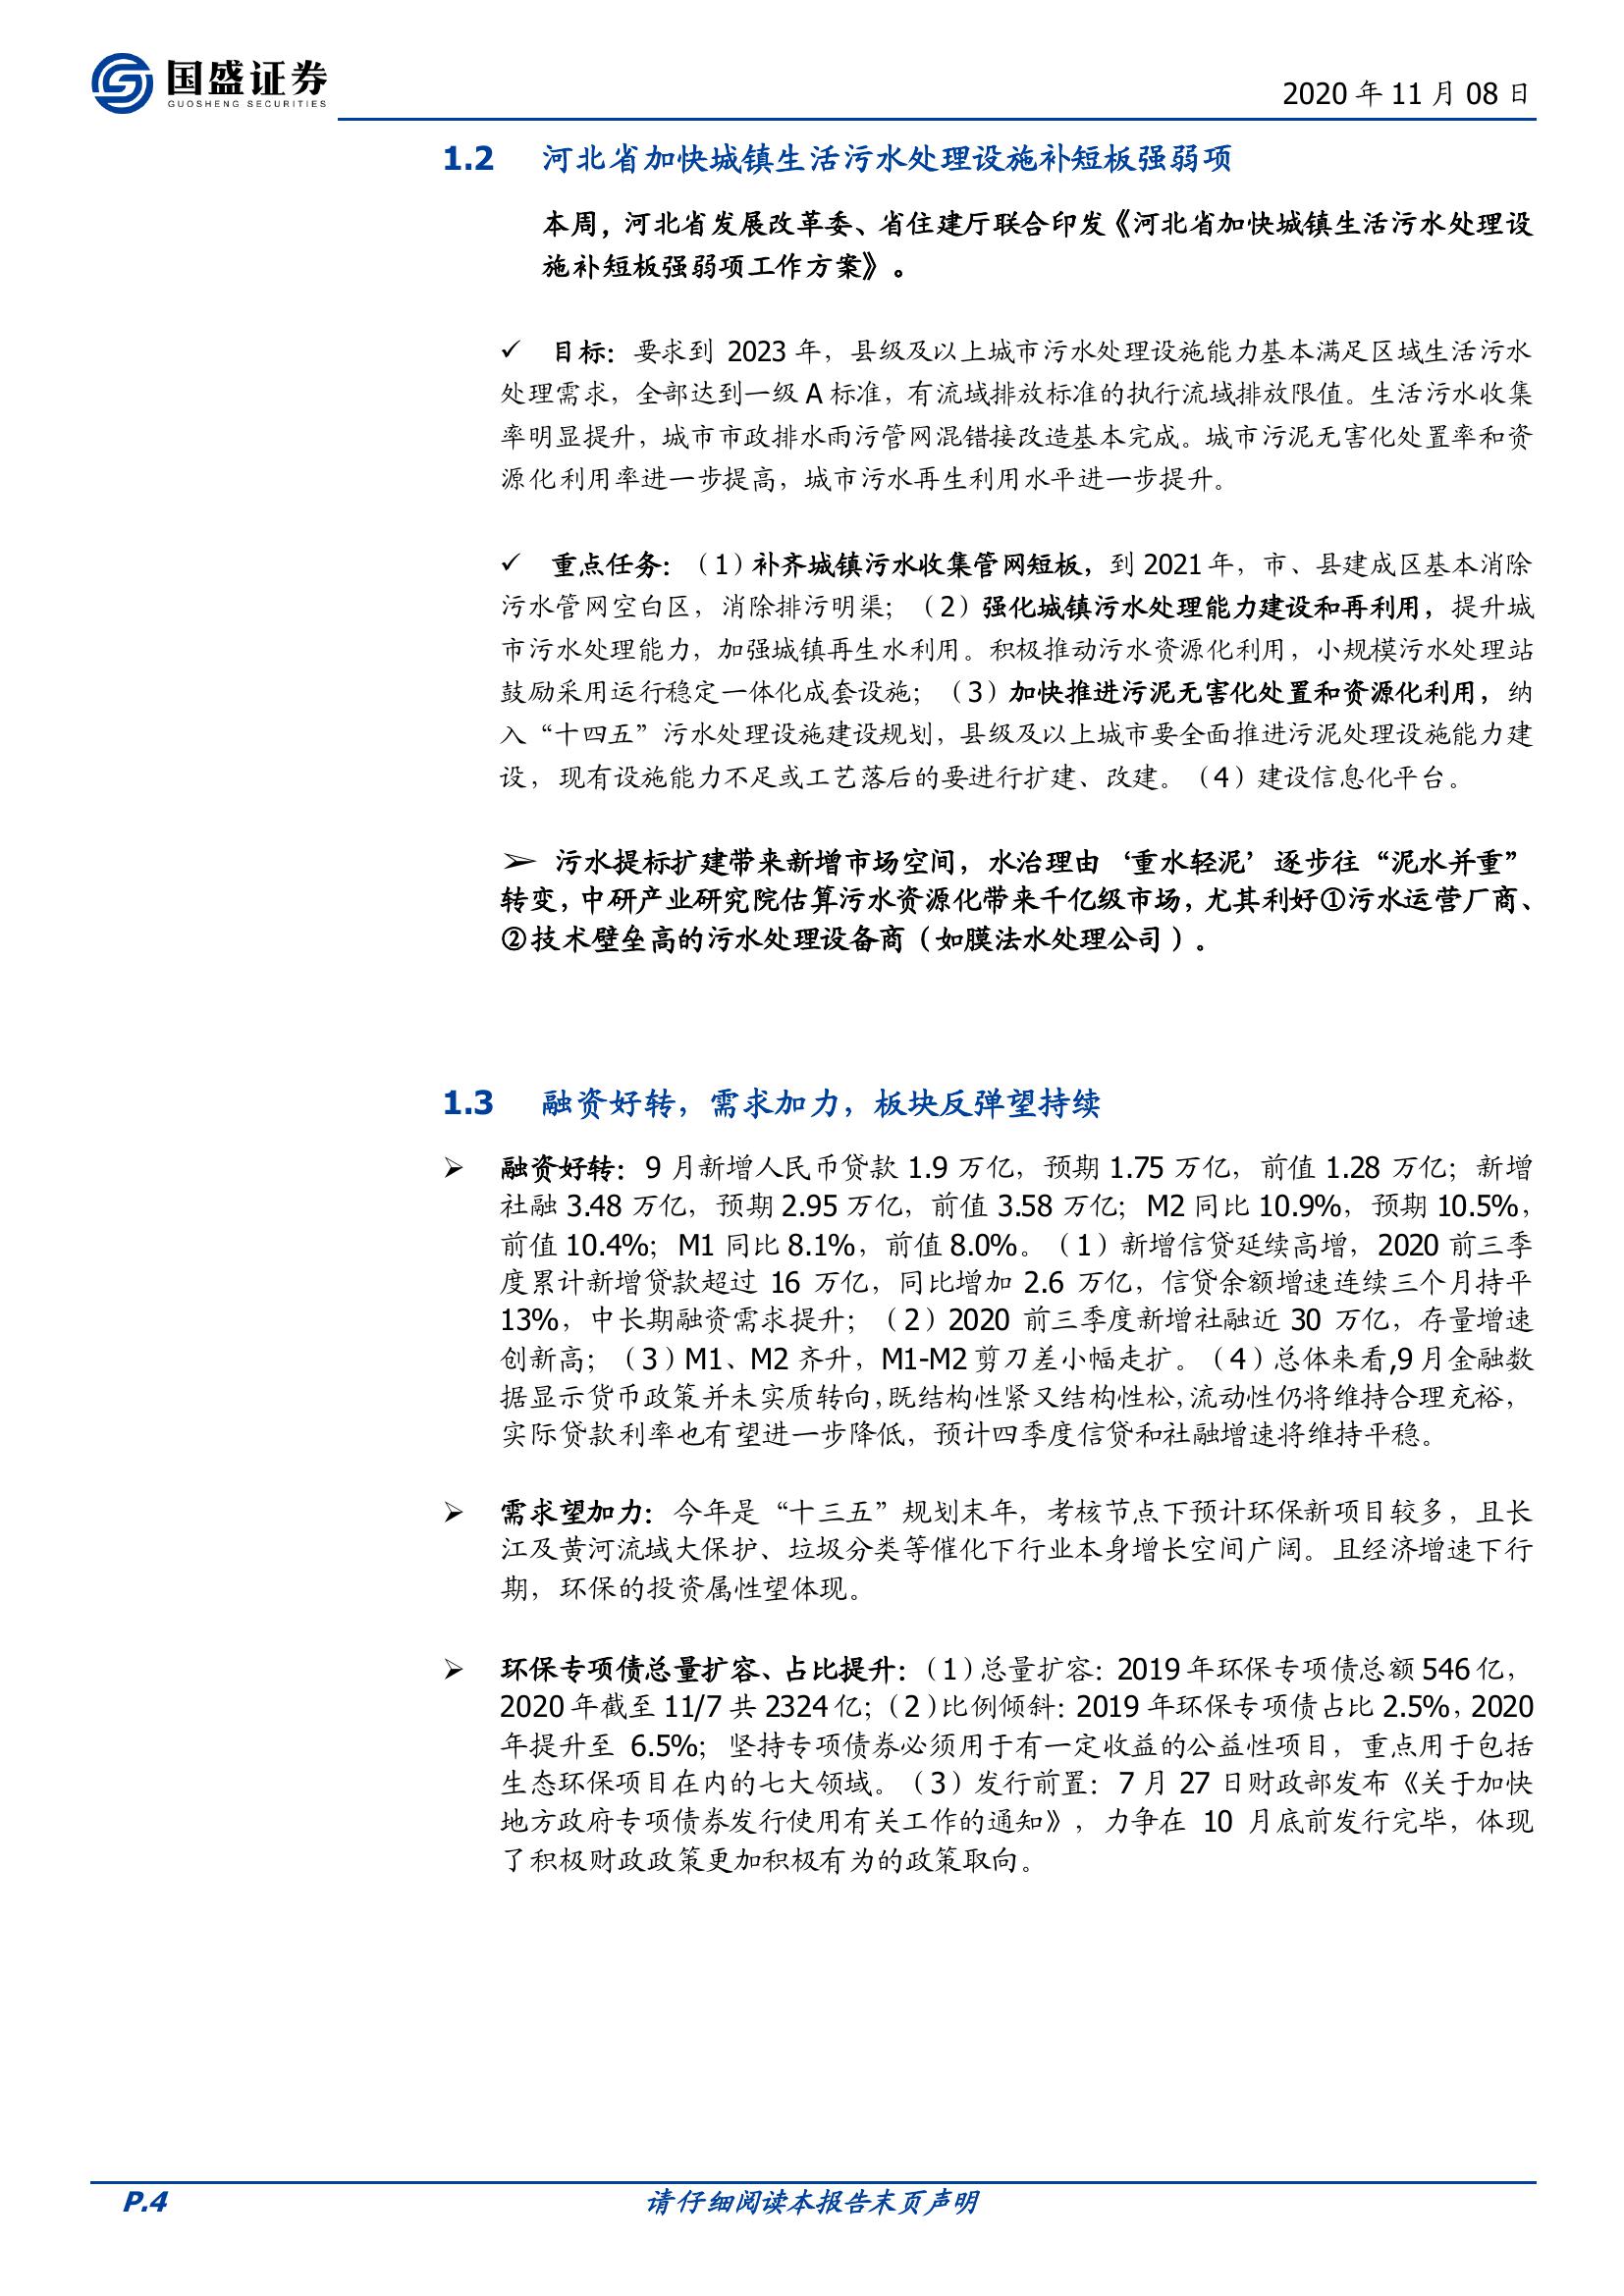 国盛证券
GUOSHENG SECURITIES
2020 年 11 月 08 日
1.2 河北省加快城镇生活污水处理设施补短板强弱项
本周，河北省发展改革委、省住建厅联合印发《河北省加快城镇生活污水处理设
施补短板强弱项工作方案》。
✓ 目标：要求到 2023 年，县级及以上城市污水处理设施能力基本满足区域生活污水
处理需求，全部达到一级 A 标准，有流域排放标准的执行流域排放限值。生活污水收集
率明显提升，城市市政排水雨污管网混错接改造基本完成。城市污泥无害化处置率和资
源化利用率进一步提高，城市污水再生利用水平进一步提升。
✓ 重点任务：（1）补齐城镇污水收集管网短板，到 2021 年，市、县建成区基本消除
污水管网空白区，消除排污明渠；（2）强化城镇污水处理能力建设和再利用，提升城
市污水处理能力，加强城镇再生水利用。积极推动污水资源化利用，小规模污水处理站
鼓励采用运行稳定一体化成套设施；（3）加快推进污泥无害化处置和资源化利用，纳
入“十四五”污水处理设施建设规划，县级及以上城市要全面推进污泥处理设施能力建
设，现有设施能力不足或工艺落后的要进行扩建、改建。（4）建设信息化平台。
➢ 污水提标扩建带来新增市场空间，水治理由‘重水轻泥’逐步往“泥水并重”
转变，中研产业研究院估算污水资源化带来千亿级市场，尤其利好①污水运营厂商、
②技术壁垒高的污水处理设备商（如膜法水处理公司）。
1.3 融资好转，需求加力，板块反弹望持续
➢ 融资好转：9 月新增人民币贷款 1.9 万亿，预期 1.75 万亿，前值 1.28 万亿；新增
社融 3.48 万亿，预期 2.95 万亿，前值 3.58 万亿；M2 同比 10.9%，预期 10.5%，
前值 10.4%；M1 同比 8.1%，前值 8.0%。（1）新增信贷延续高增，2020 前三季
度累计新增贷款超过 16 万亿，同比增加 2.6 万亿，信贷余额增速连续三个月持平
13%，中长期融资需求提升；（2）2020 前三季度新增社融近 30 万亿，存量增速
创新高；（3）M1、M2 齐升，M1-M2 剪刀差小幅走扩。（4）总体来看,9 月金融数
据显示货币政策并未实质转向，既结构性紧又结构性松，流动性仍将维持合理充裕，
实际贷款利率也有望进一步降低，预计四季度信贷和社融增速将维持平稳。
➢ 需求望加力：今年是“十三五”规划末年，考核节点下预计环保新项目较多，且长
江及黄河流域大保护、垃圾分类等催化下行业本身增长空间广阔。且经济增速下行
期，环保的投资属性望体现。
➢ 环保专项债总量扩容、占比提升：（1）总量扩容：2019 年环保专项债总额 546 亿，
2020 年截至 11/7 共 2324 亿；（2）比例倾斜：2019 年环保专项债占比 2.5%，2020
年提升至 6.5%；坚持专项债券必须用于有一定收益的公益性项目，重点用于包括
生态环保项目在内的七大领域。（3）发行前置：7 月 27 日财政部发布《关于加快
地方政府专项债券发行使用有关工作的通知》，力争在 10 月底前发行完毕，体现
了积极财政政策更加积极有为的政策取向。
P.4 请仔细阅读本报告末页声明